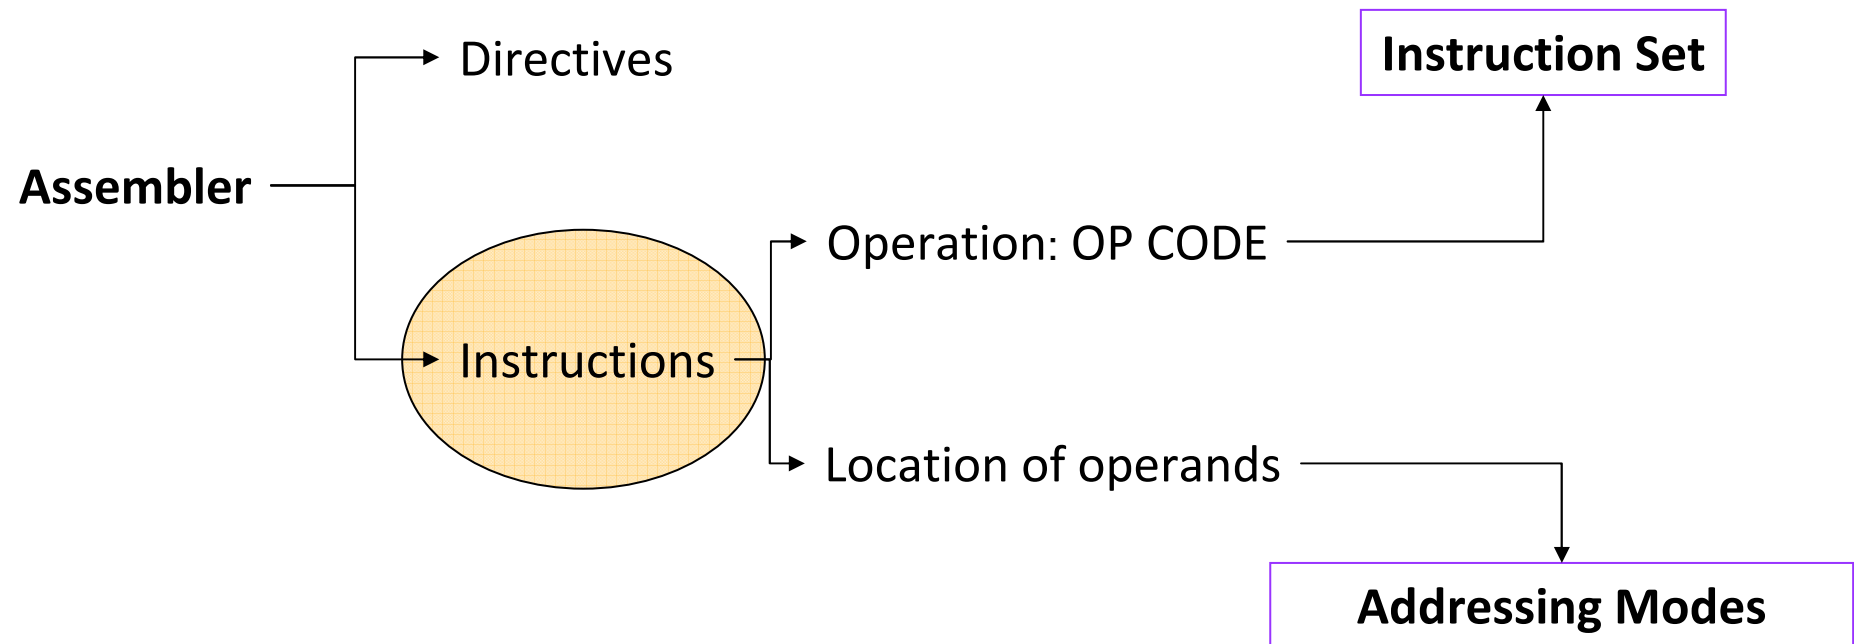 Directives
Instruction Set
Assembler
Operation: OP CODE
Instructions
Location of operands
Addressing Modes